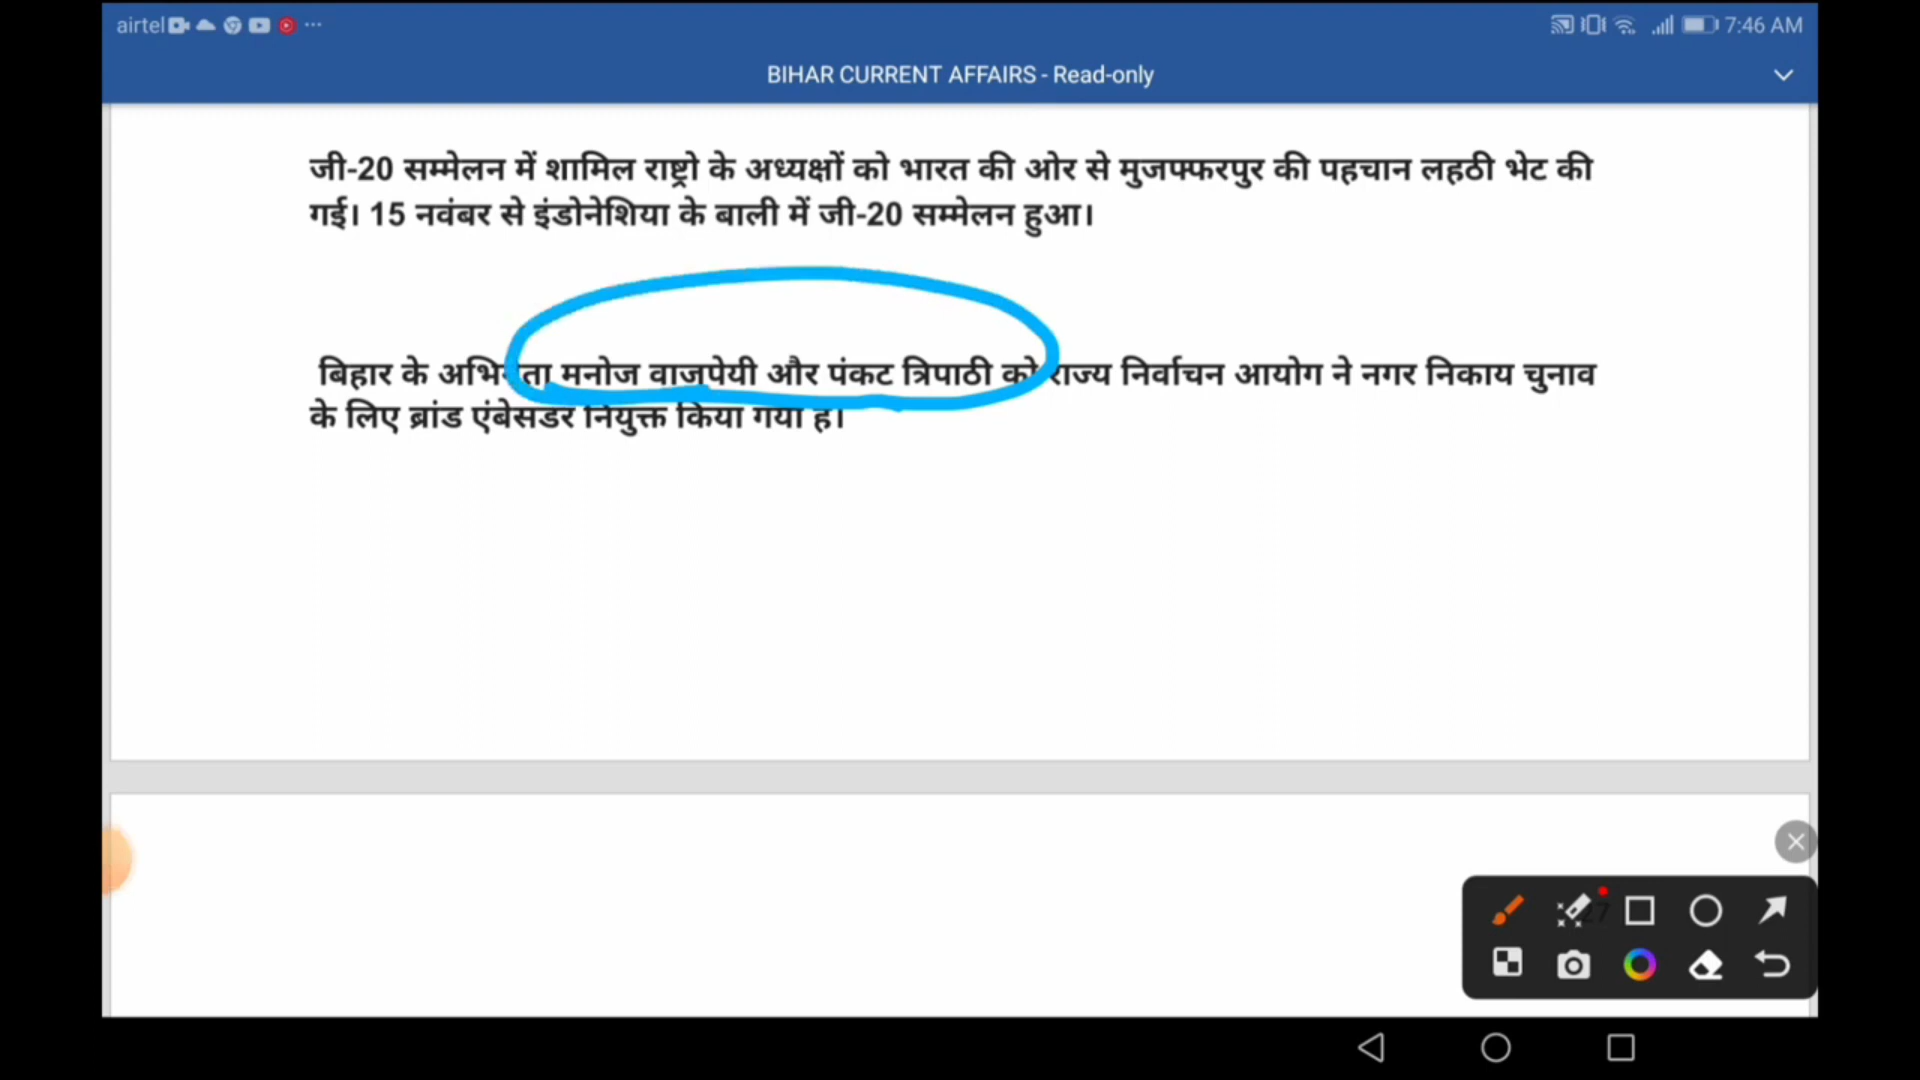 airtel
7:46 AM
BIHAR CURRENT AFFAIRS - Read-only
जी-20 सम्मेलन में शामिल राष्ट्रो के अध्यक्षों को भारत की ओर से मुजफ्फरपुर की पहचान लहठी भेट की
गई। 15 नवंबर से इंडोनेशिया के बाली में जी-20 सम्मेलन हुआ।
बिहार के अभिनेता मनोज वाजपेयी और पंकट त्रिपाठी को राज्य निर्वाचन आयोग ने नगर निकाय चुनाव
के लिए ब्रांड एंबेसडर नियुक्त किया गया है।